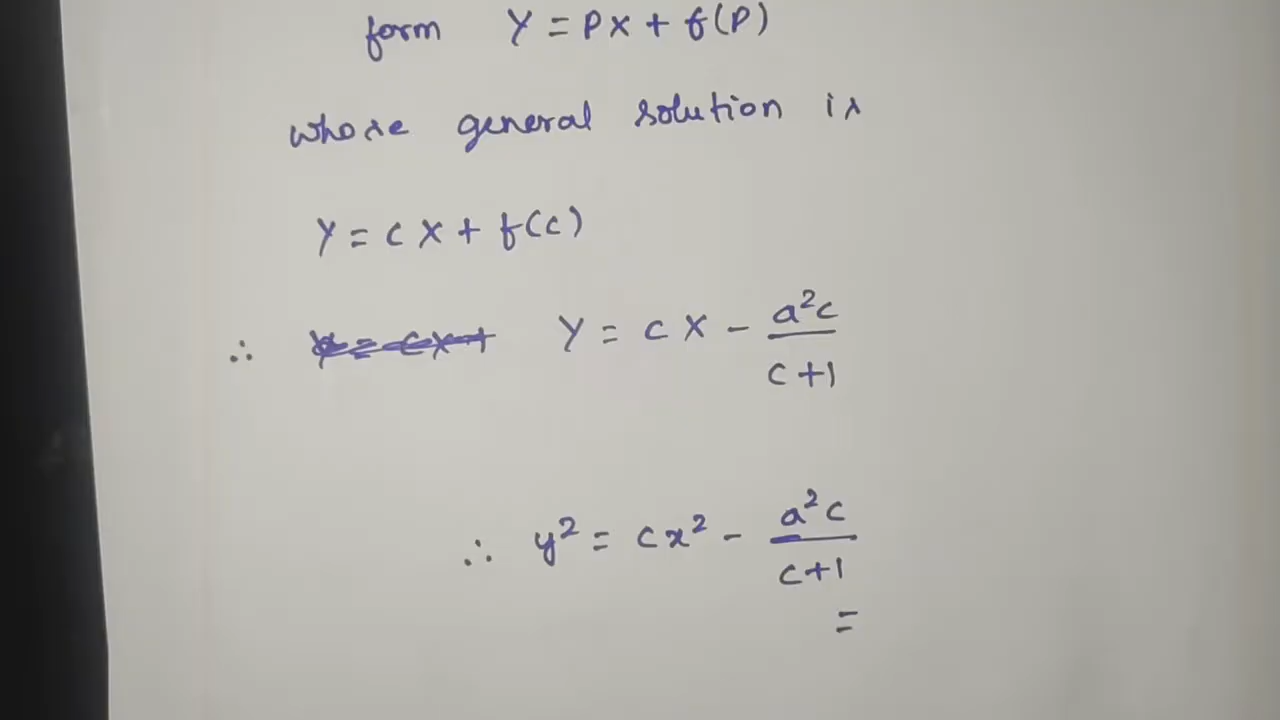 form Y = PX + f(P)
whose general solution is
Y = cX + f(c)
∴ Y = cX - a²c/c+1
∴ y² = cx² - a²c/c+1
=